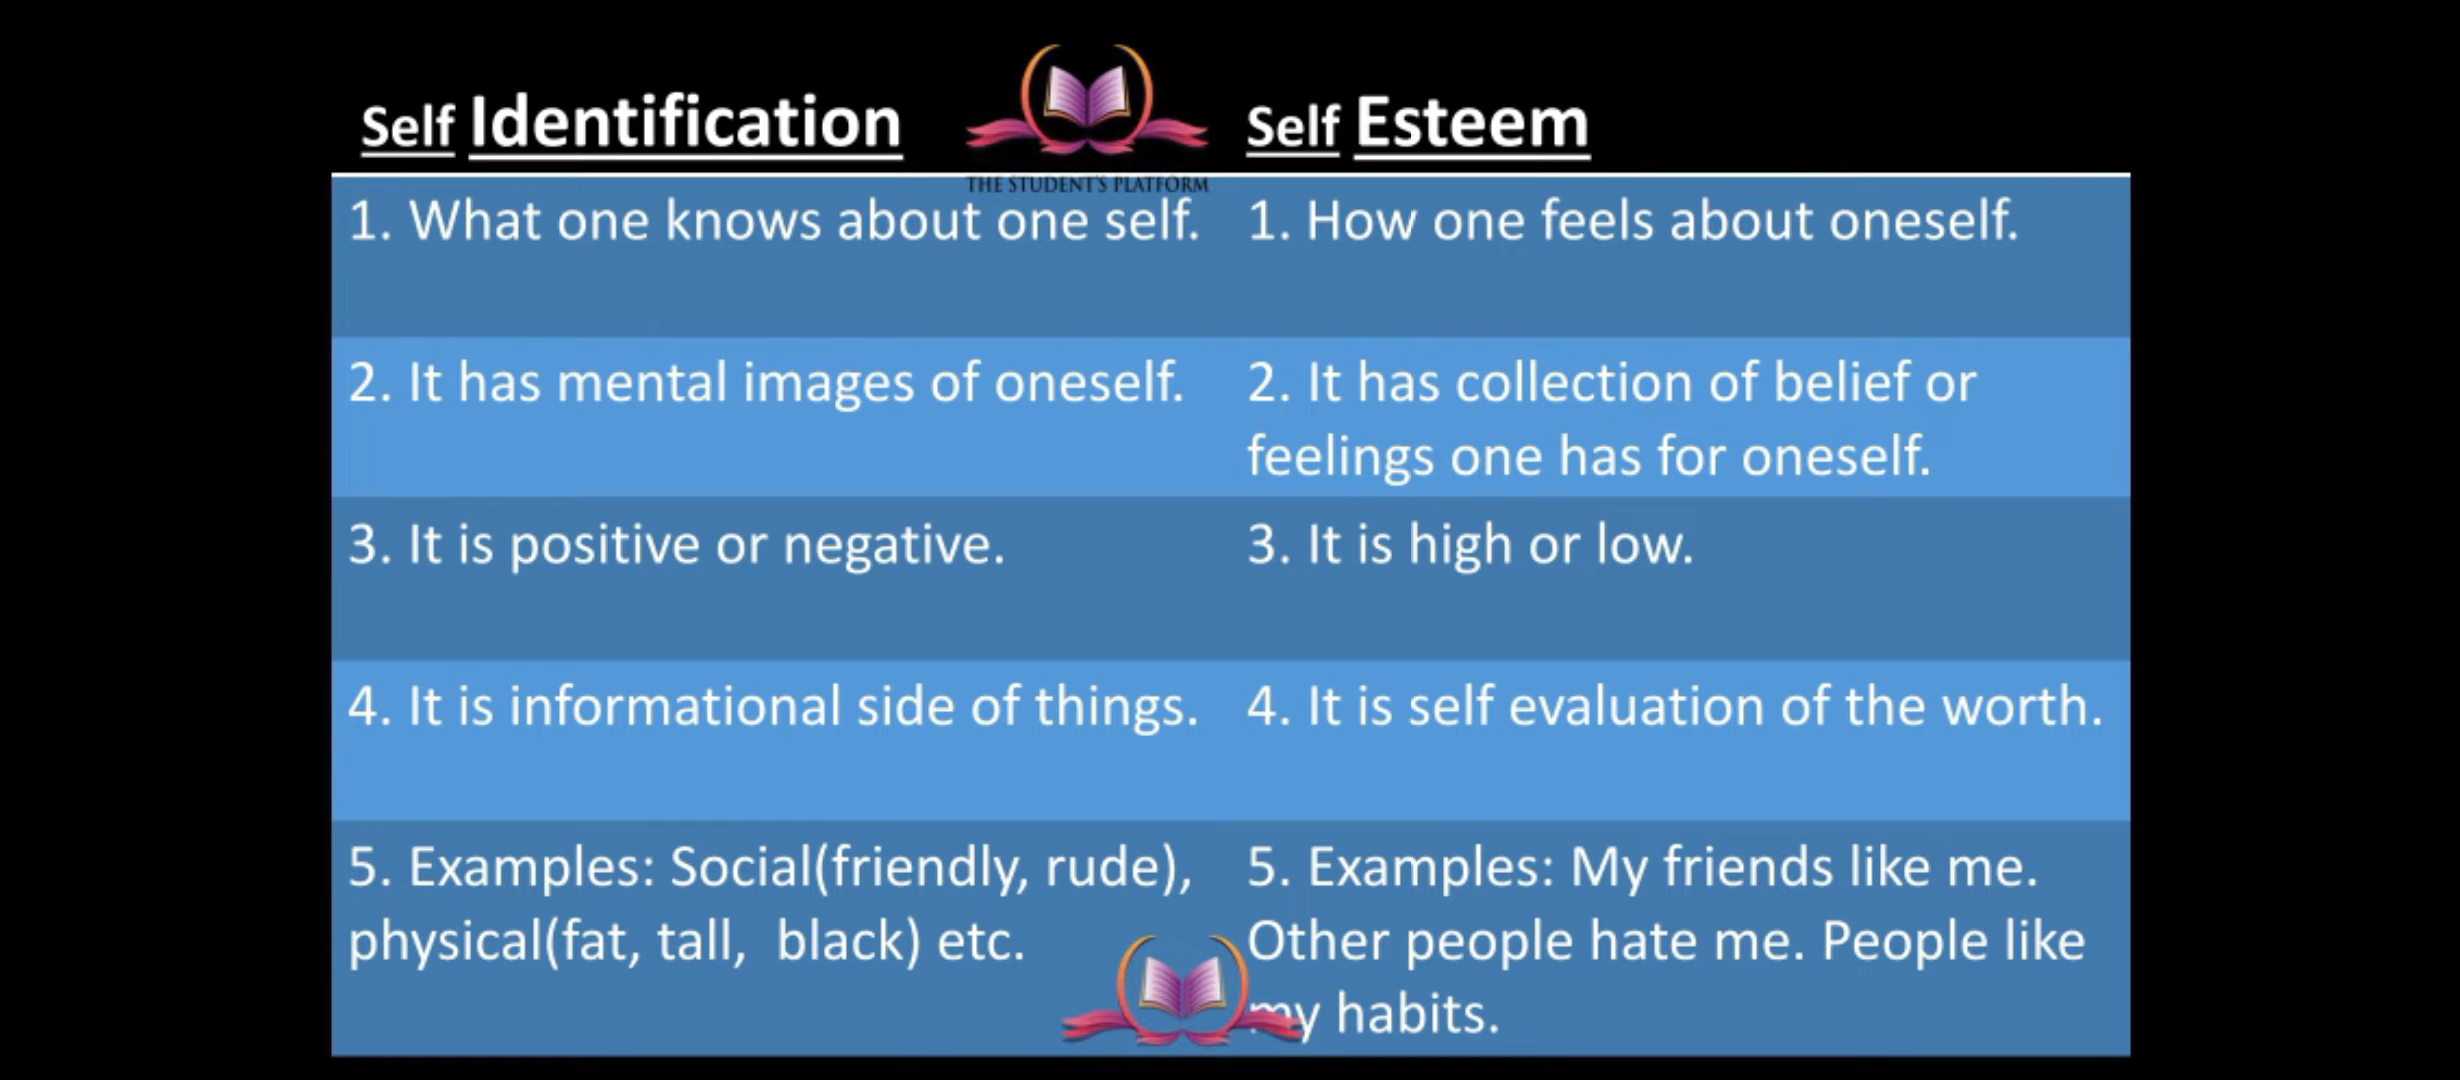 Self Identification
Self Esteem
THE STUDENT'S PLATFORM
1. What one knows about one self.
1. How one feels about oneself.
2. It has mental images of oneself.
2. It has collection of belief or
feelings one has for oneself.
3. It is positive or negative.
3. It is high or low.
4. It is informational side of things.
4. It is self evaluation of the worth.
5. Examples: Social(friendly, rude),
physical(fat, tall,  black) etc.
5. Examples: My friends like me.
Other people hate me. People like
my habits.